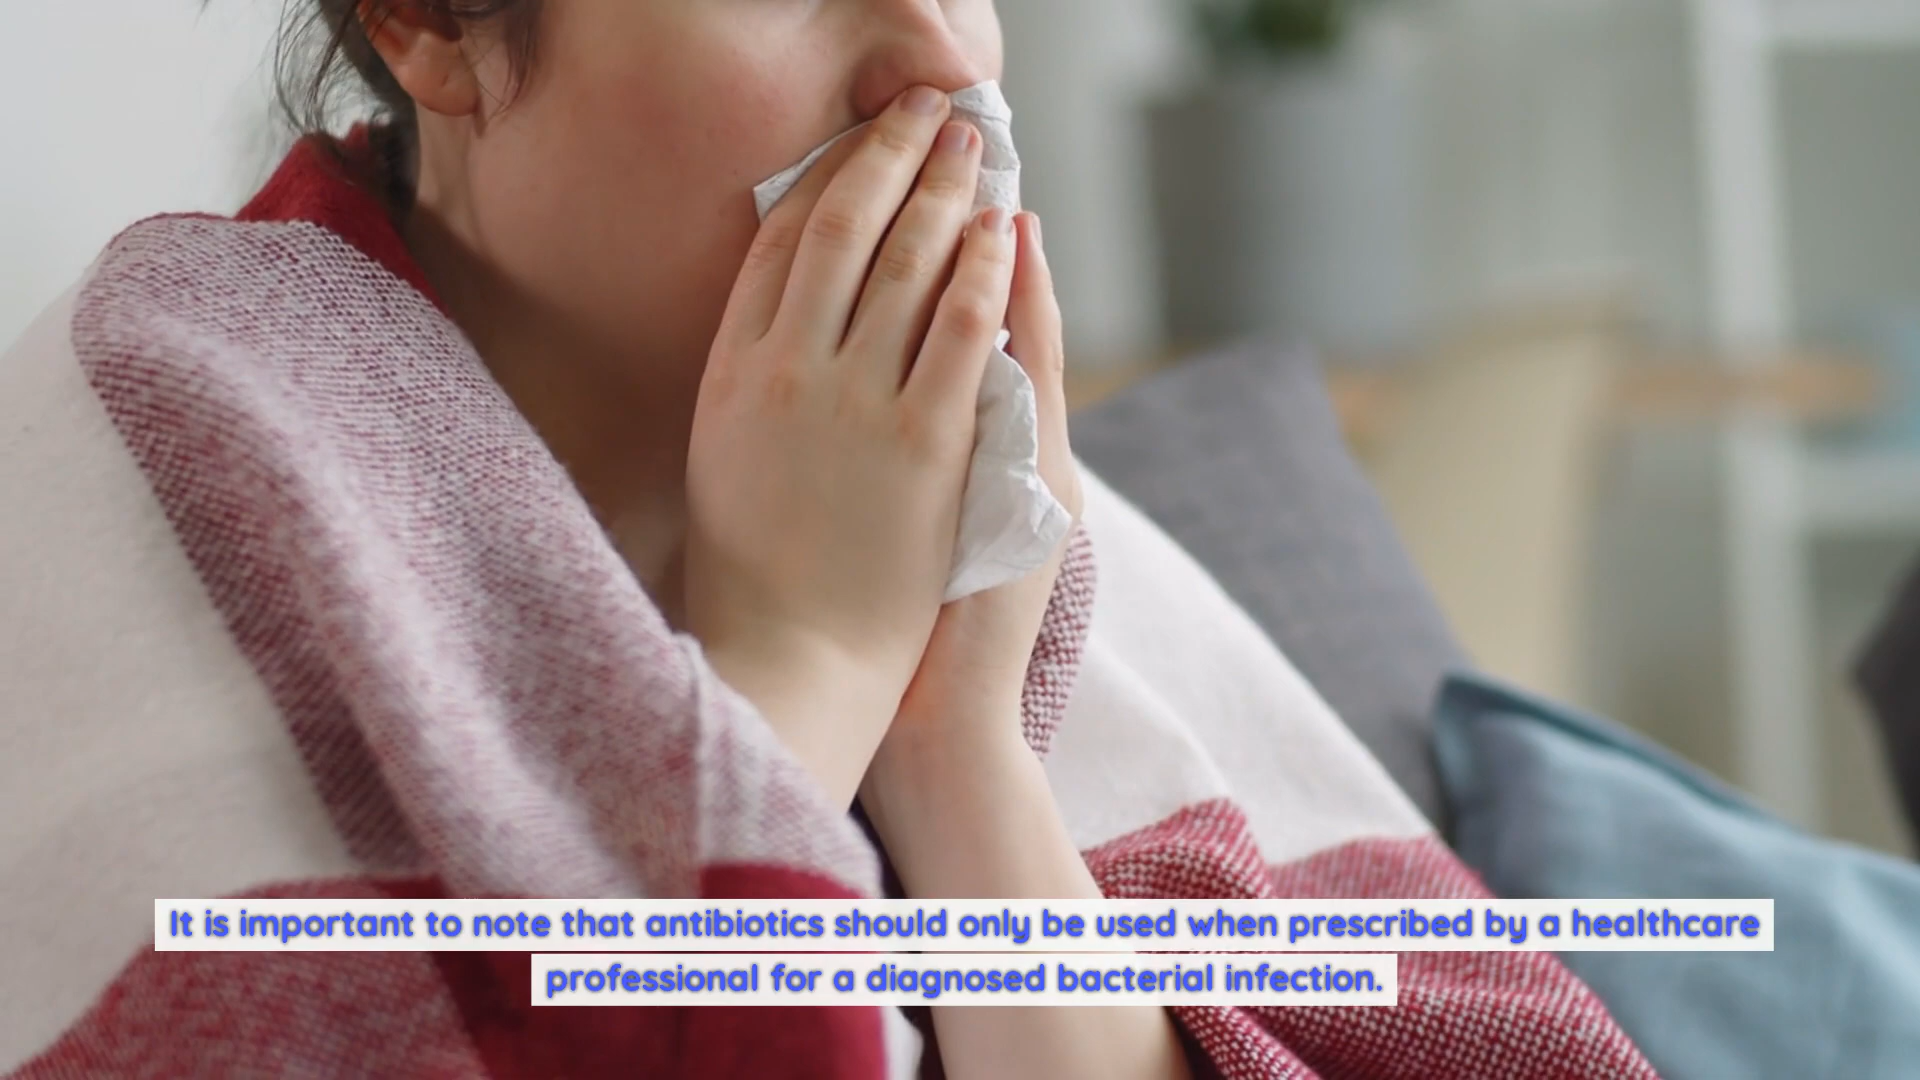 It is important to note that antibiotics should only be used when prescribed by a healthcare
professional for a diagnosed bacterial infection.